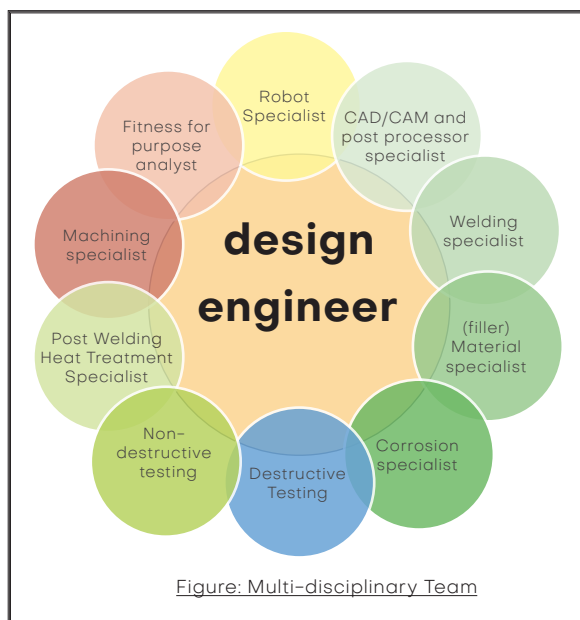 Robot
Specialist
CAD/CAM and
post processor
specialist
Welding
specialist
(filler)
Material
specialist
Corrosion
specialist
Destructive
Testing
Non-
destructive
testing
Post Welding
Heat Treatment
Specialist
Machining
specialist
Fitness for
purpose
analyst
design
engineer
Figure: Multi-disciplinary Team